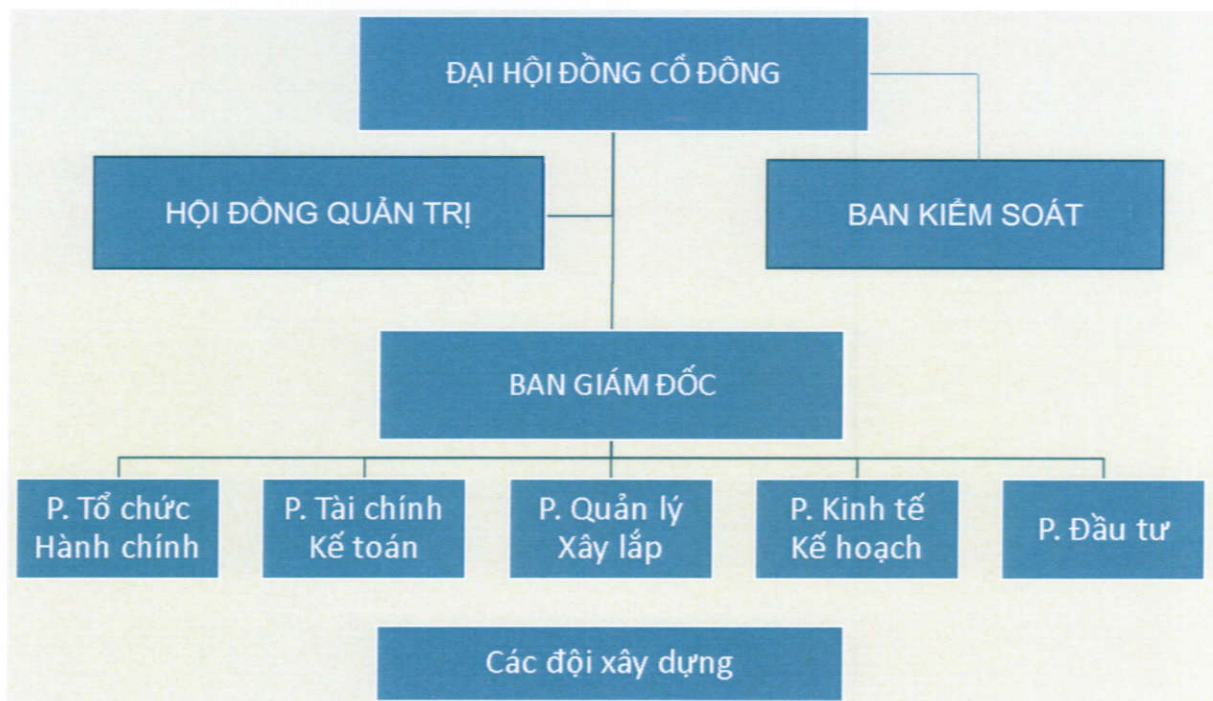 ĐẠI HỘI ĐỒNG CỔ ĐÔNG
HỘI ĐỒNG QUẢN TRỊ
BAN KIỂM SOÁT
BAN GIÁM ĐỐC
P. Tổ chức
Hành chính
P. Tài chính
Kế toán
P. Quản lý
Xây lắp
P. Kinh tế
Kế hoạch
P. Đầu tư
Các đội xây dựng